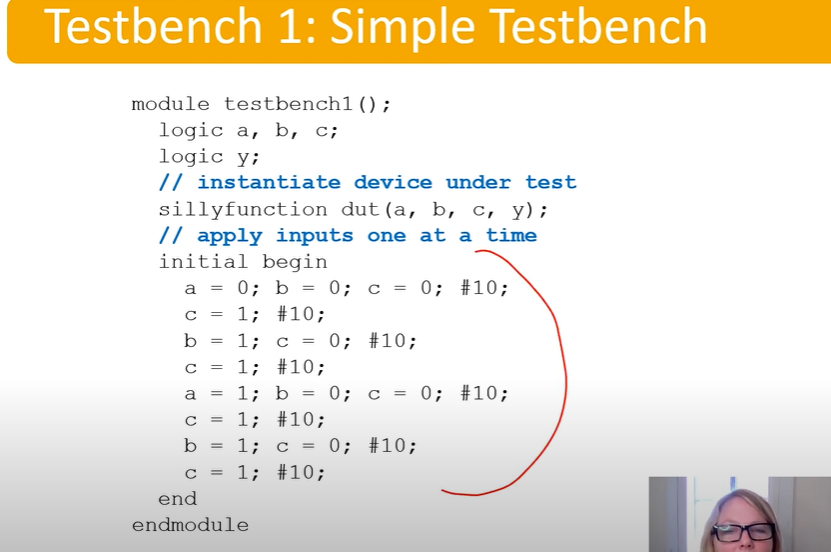 Testbench 1: Simple Testbench
module testbench1();
logic a, b, c;
logic y;
// instantiate device under test
sillyfunction dut(a, b, c, y);
// apply inputs one at a time
initial begin
a = 0; b = 0; c = 0; #10;
c = 1; #10;
b = 1; c = 0; #10;
c = 1; #10;
a = 1; b = 0; c = 0; #10;
c = 1; #10;
b = 1; c = 0; #10;
c = 1; #10;
end
endmodule